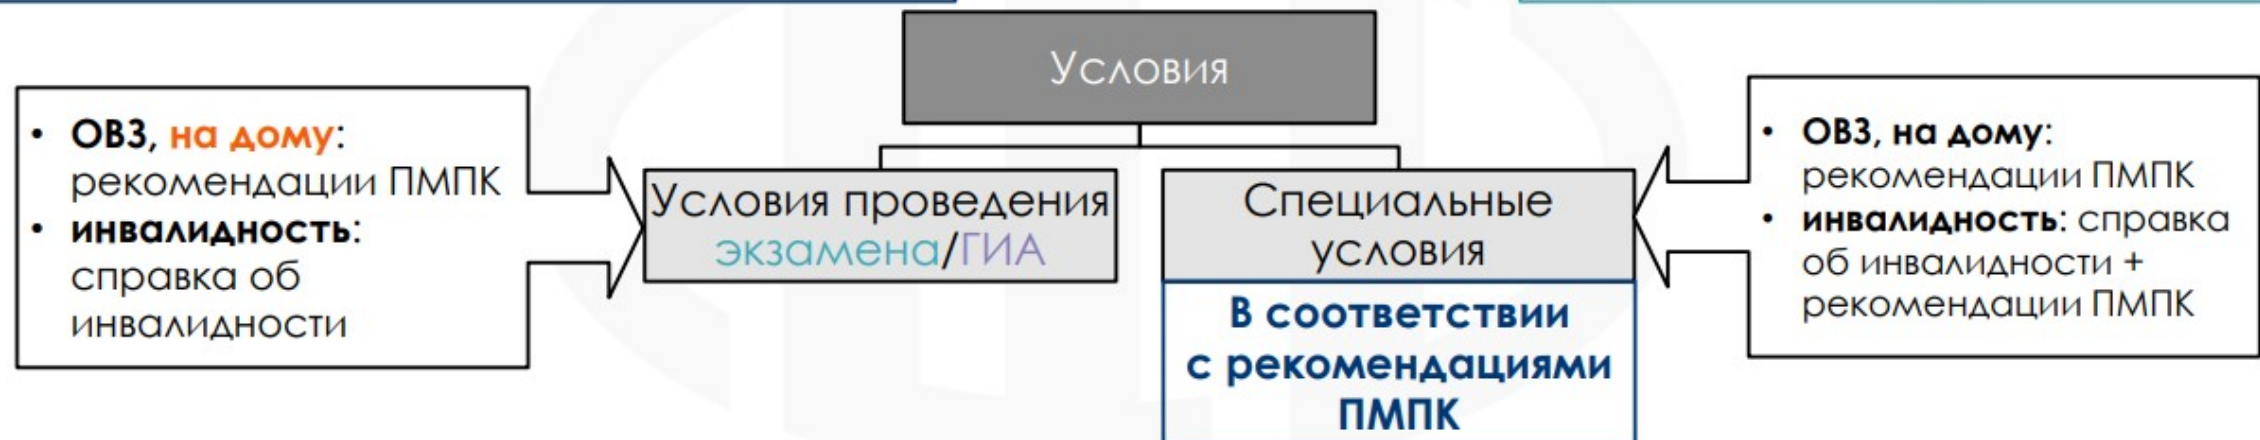 Условия
• ОВЗ, на дому:
рекомендации ПМПК
• инвалидность:
справка об
инвалидности
Условия проведения
экзамена/ГИА
Специальные
условия
В соответствии
с рекомендациями
ПМПК
• ОВЗ, на дому:
рекомендации ПМПК
• инвалидность: справка
об инвалидности +
рекомендации ПМПК